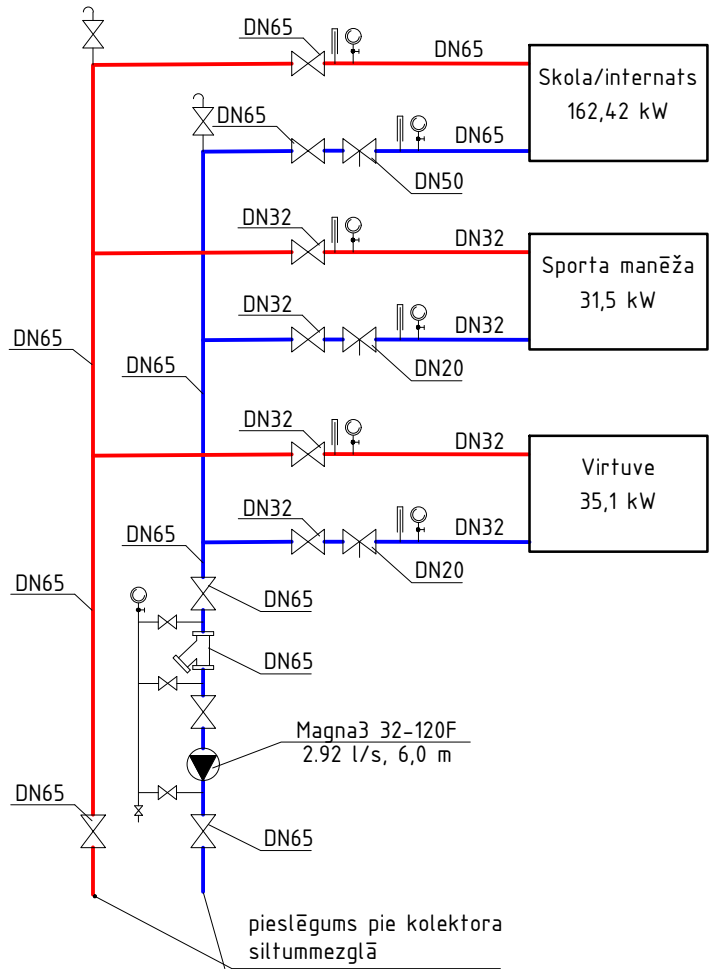 DN65
DN65
Skola/internats
162,42 kW
DN65
DN65
DN50
DN32
DN32
Sporta manēža
31,5 kW
DN32
DN32
DN65
DN65
DN20
DN32
DN32
Virtuve
35,1 kW
DN32
DN32
DN65
DN20
DN65
DN65
DN65
Magna3 32-120F
2.92 l/s, 6,0 m
DN65
DN65
pieslēgums pie kolektora
siltummezglā